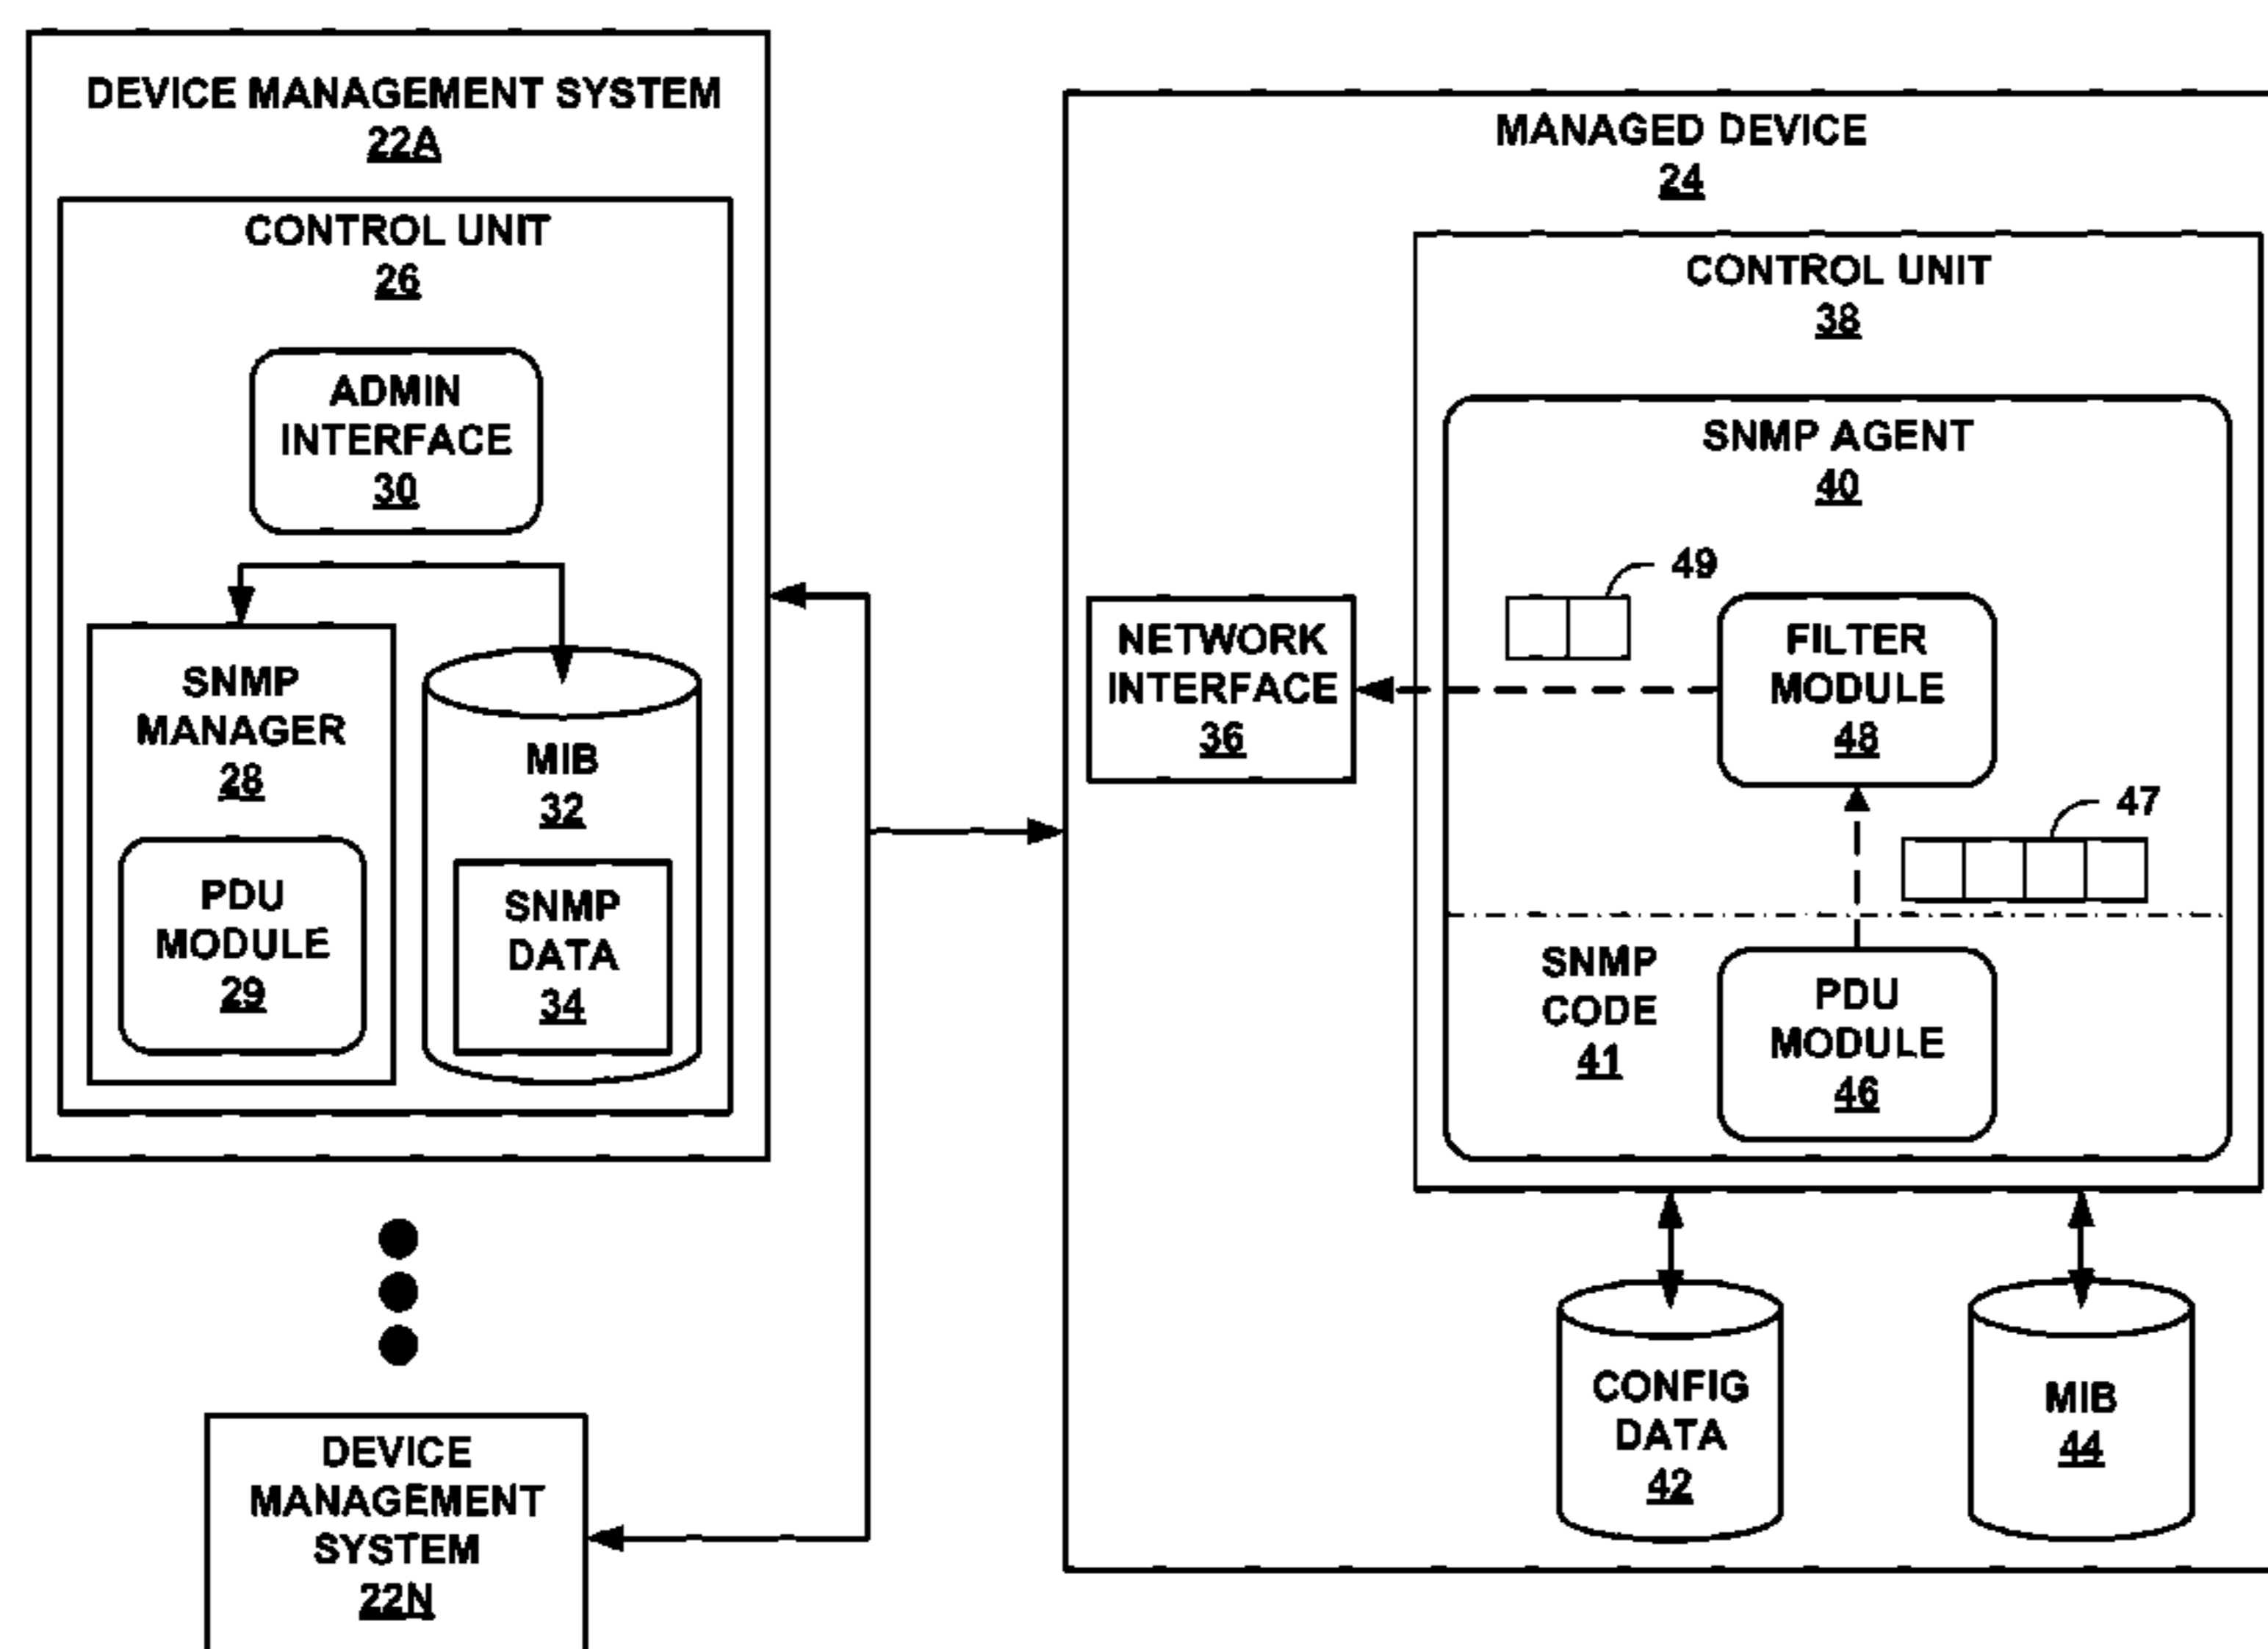 DEVICE MANAGEMENT SYSTEM
22A
CONTROL UNIT
26
ADMIN
INTERFACE
30
SNMP
MANAGER
28
PDU
MODULE
29
MIB
32
SNMP
DATA
34
DEVICE
MANAGEMENT
SYSTEM
22N
MANAGED DEVICE
24
NETWORK
INTERFACE
36
CONTROL UNIT
38
SNMP AGENT
40
49
FILTER
MODULE
48
47
SNMP
CODE
41
PDU
MODULE
46
CONFIG
DATA
42
MIB
44